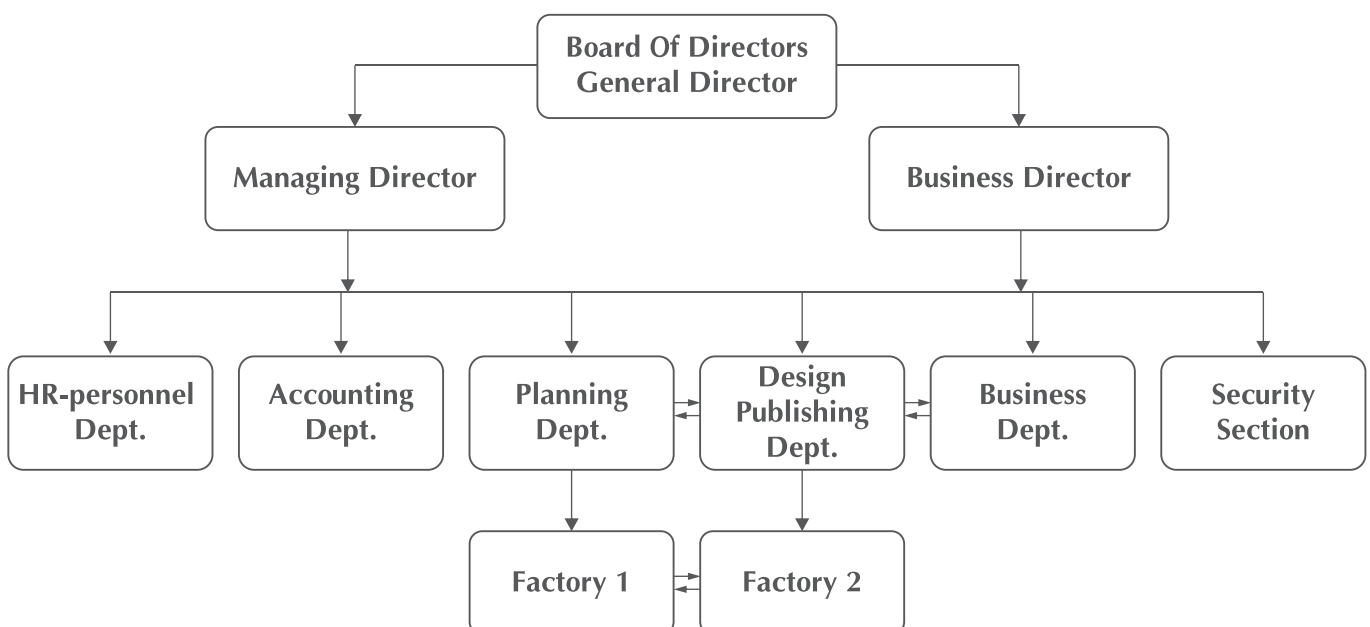 Board Of Directors
General Director
Managing Director
Business Director
HR-personnel
Dept.
Accounting
Dept.
Planning
Dept.
Design
Publishing
Dept.
Business
Dept.
Security
Section
Factory 1
Factory 2